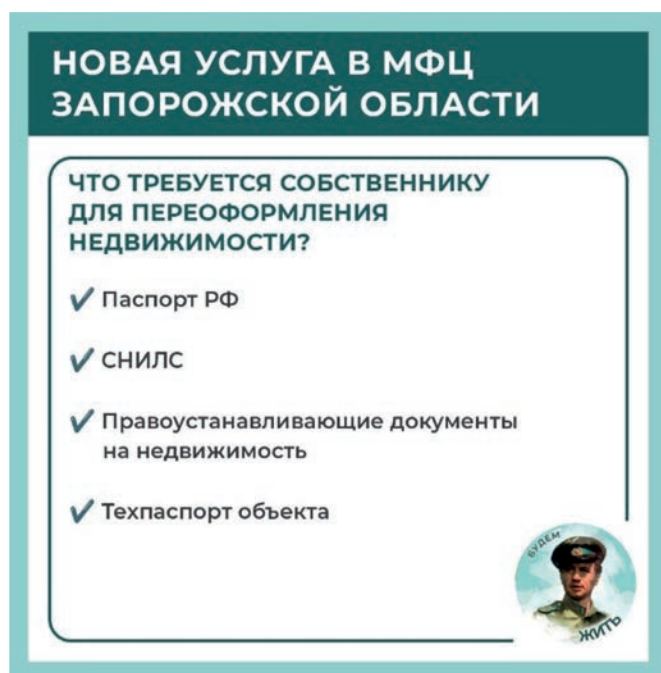 НОВАЯ УСЛУГА В МФЦ
ЗАПОРОЖСКОЙ ОБЛАСТИ
ЧТО ТРЕБУЕТСЯ СОБСТВЕННИКУ
ДЛЯ ПЕРЕОФОРМЛЕНИЯ
НЕДВИЖИМОСТИ?
✔ Паспорт РФ
✔ СНИЛС
✔ Правоустанавливающие документы
на недвижимость
✔ Техпаспорт объекта
БУДЕМ
ЖИТЬ